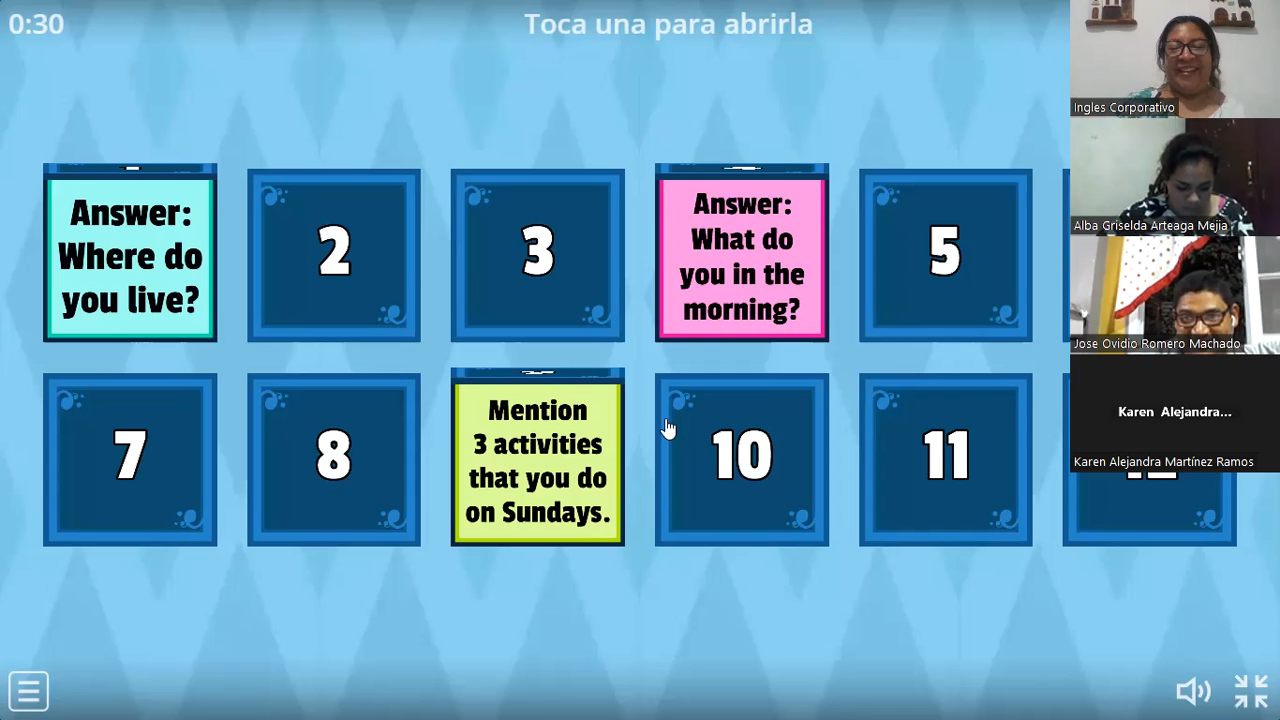 0:30
Toca una para abrirla
Answer:
Where do
you live?
2
3
Answer:
What do
you in the
morning?
5
7
8
Mention
3 activities
that you do
on Sundays.
10
11
Ingles Corporativo
Alba Griselda Arteaga Mejia
Jose Ovidio Romero Machado
Karen Alejandra...
Karen Alejandra Martínez Ramos